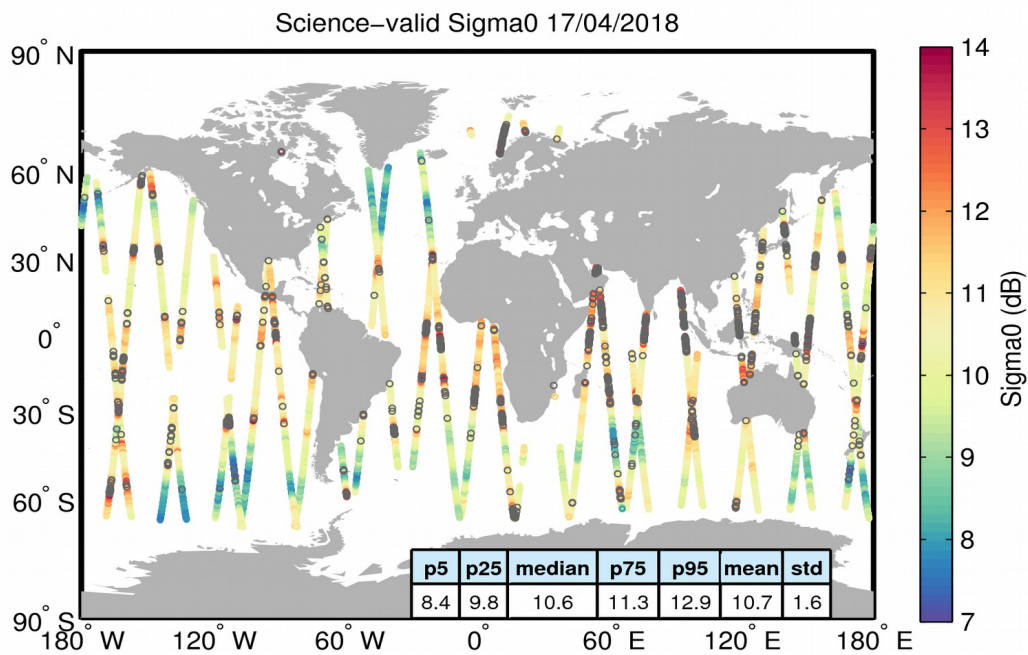 Science−valid Sigma0 17/04/2018
90° N
60° N
30° N
0°
30° S
60° S
90° S
180° W
120° W
60° W
0°
60° E
120° E
180° E
p5 p25 median p75 p95 mean std
8.4 9.8 10.6 11.3 12.9 10.7 1.6
14
13
12
11
10
9
8
7
Sigma0 (dB)